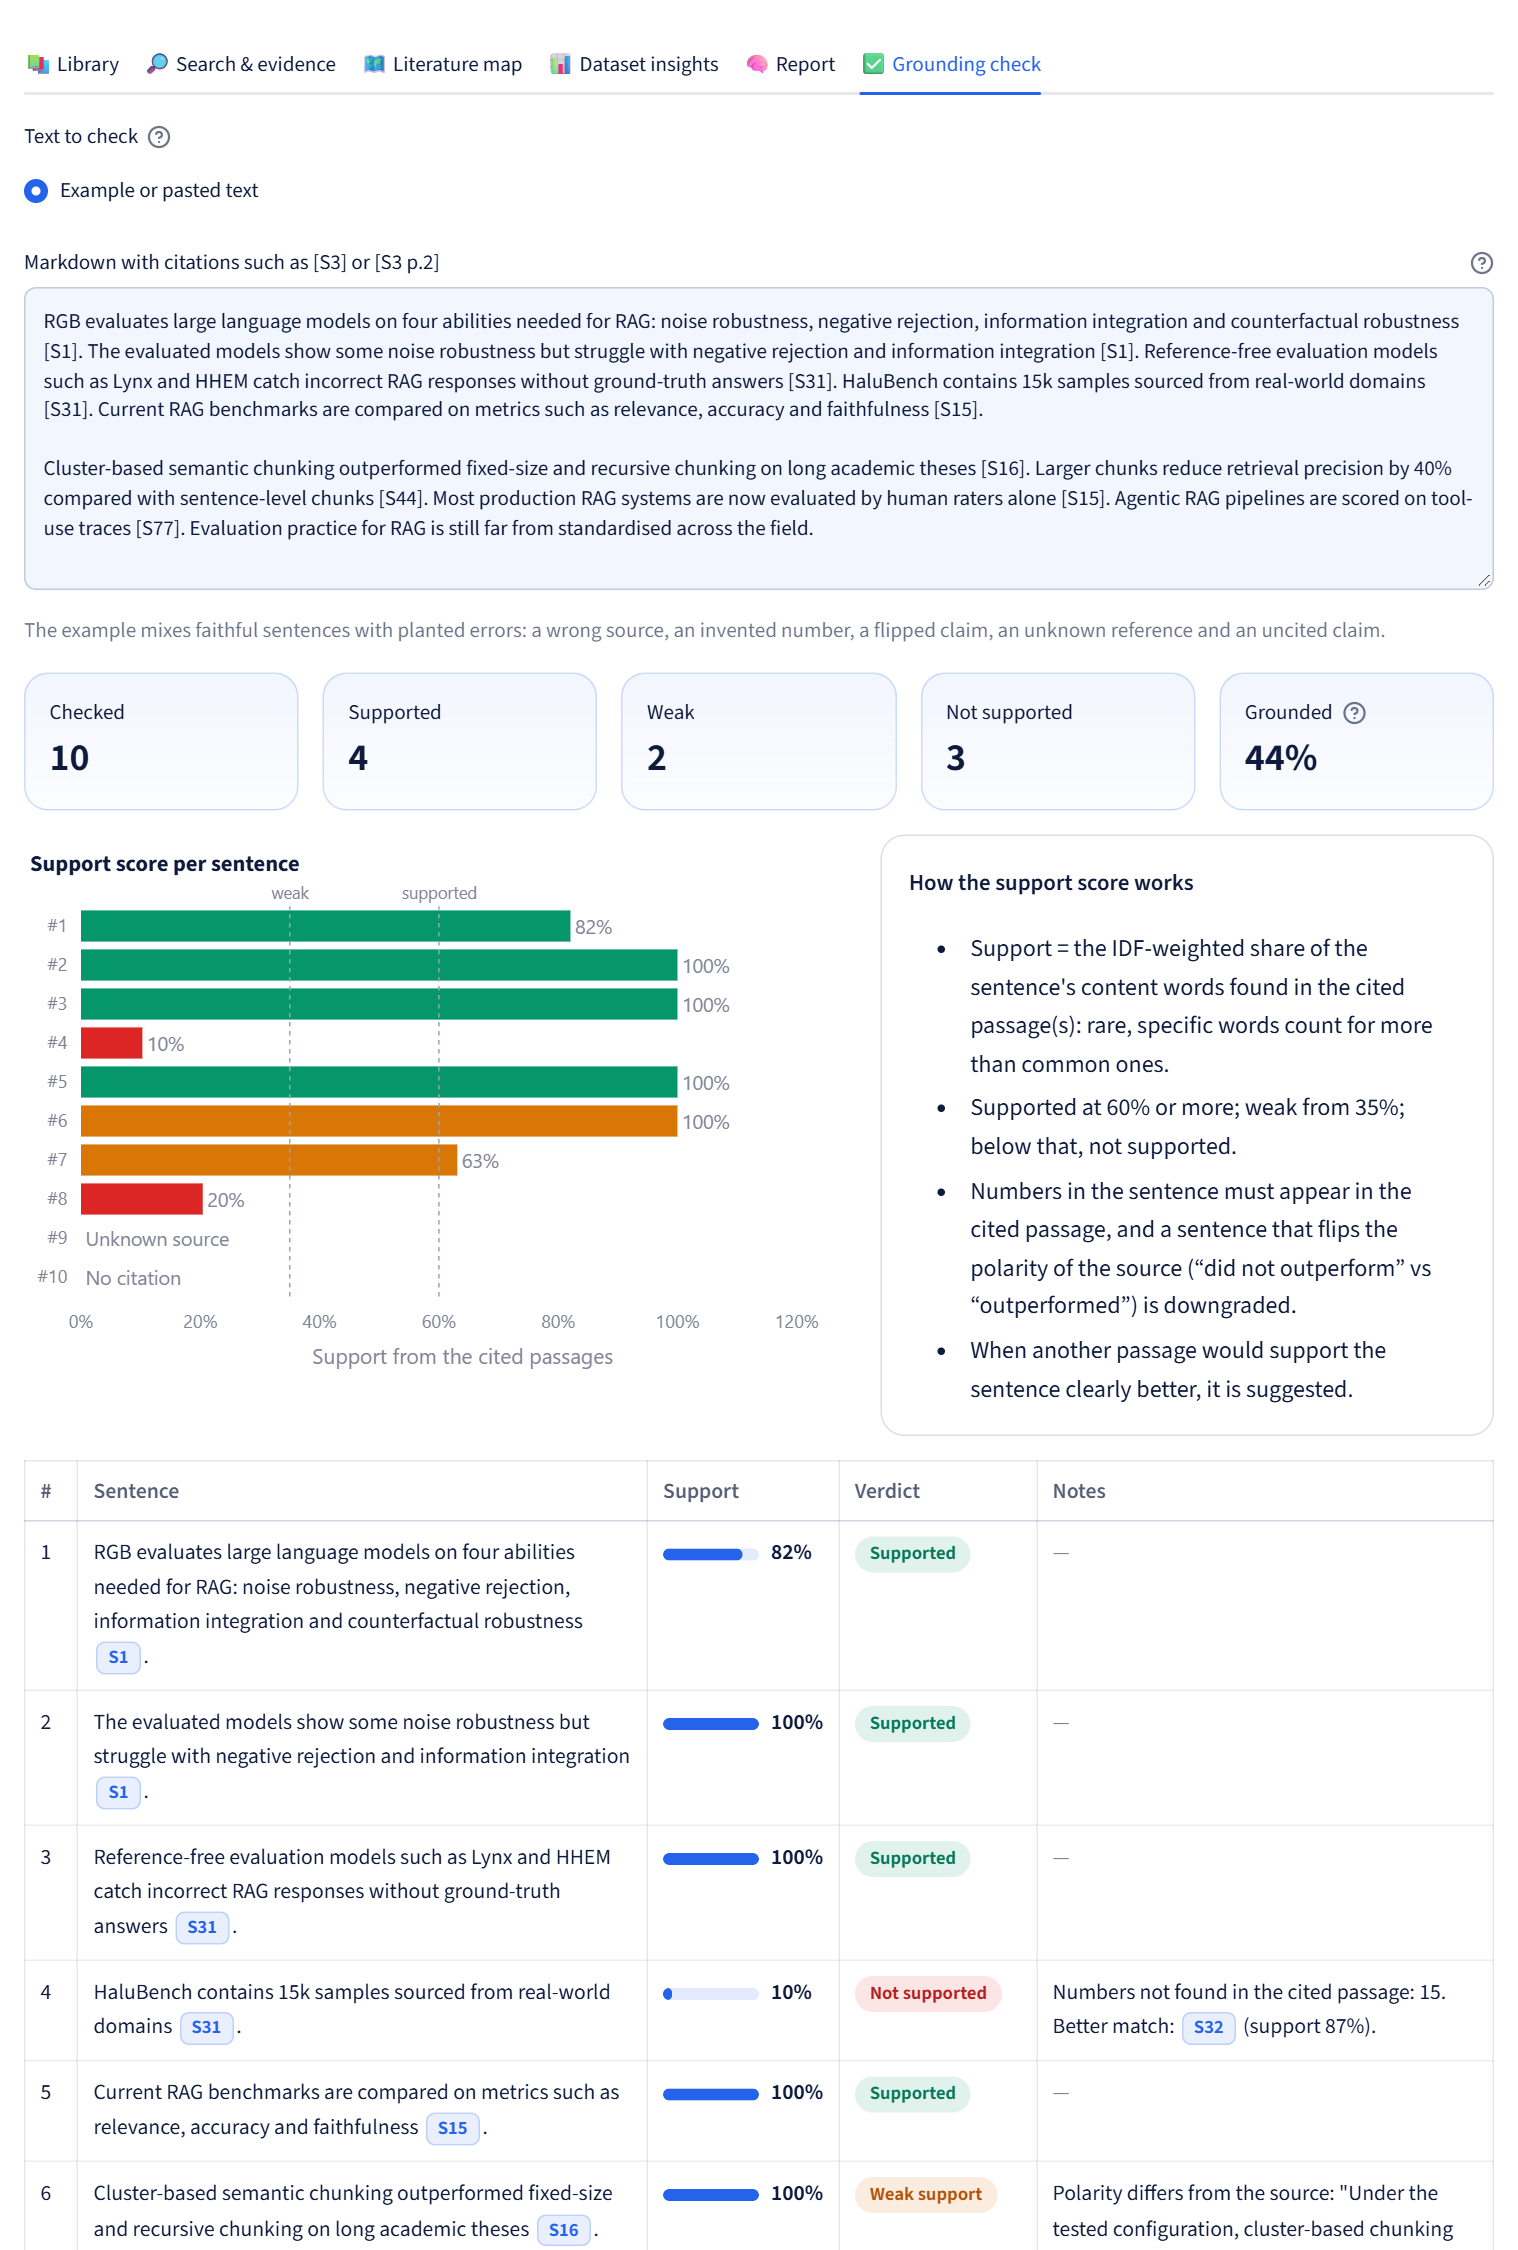 Library Search & evidence Literature map Dataset insights Report Grounding check
Text to check
Example or pasted text
Markdown with citations such as [S3] or [S3 p.2]
RGB evaluates large language models on four abilities needed for RAG: noise robustness, negative rejection, information integration and counterfactual robustness
[S1]. The evaluated models show some noise robustness but struggle with negative rejection and information integration [S1]. Reference-free evaluation models
such as Lynx and HHEM catch incorrect RAG responses without ground-truth answers [S31]. HaluBench contains 15k samples sourced from real-world domains
[S31]. Current RAG benchmarks are compared on metrics such as relevance, accuracy and faithfulness [S15].
Cluster-based semantic chunking outperformed fixed-size and recursive chunking on long academic theses [S16]. Larger chunks reduce retrieval precision by 40%
compared with sentence-level chunks [S44]. Most production RAG systems are now evaluated by human raters alone [S15]. Agentic RAG pipelines are scored on tool-
use traces [S77]. Evaluation practice for RAG is still far from standardised across the field.
The example mixes faithful sentences with planted errors: a wrong source, an invented number, a flipped claim, an unknown reference and an uncited claim.
Checked
10
Supported
4
Weak
2
Not supported
3
Grounded
44%
Support score per sentence
weak supported
#1 82%
#2 100%
#3 100%
#4 10%
#5 100%
#6 100%
#7 63%
#8 20%
#9 Unknown source
#10 No citation
0% 20% 40% 60% 80% 100% 120%
Support from the cited passages
How the support score works
• Support = the IDF-weighted share of the
sentence's content words found in the cited
passage(s): rare, specific words count for more
than common ones.
• Supported at 60% or more; weak from 35%;
below that, not supported.
• Numbers in the sentence must appear in the
cited passage, and a sentence that flips the
polarity of the source (“did not outperform” vs
“outperformed”) is downgraded.
• When another passage would support the
sentence clearly better, it is suggested.
# Sentence Support Verdict Notes
1 RGB evaluates large language models on four abilities 82% Supported —
needed for RAG: noise robustness, negative rejection,
information integration and counterfactual robustness
S1 .
2 The evaluated models show some noise robustness but 100% Supported —
struggle with negative rejection and information integration
S1 .
3 Reference-free evaluation models such as Lynx and HHEM 100% Supported —
catch incorrect RAG responses without ground-truth
answers S31 .
4 HaluBench contains 15k samples sourced from real-world 10% Not supported Numbers not found in the cited passage: 15.
domains S31 . Better match: S32 (support 87%).
5 Current RAG benchmarks are compared on metrics such as 100% Supported —
relevance, accuracy and faithfulness S15 .
6 Cluster-based semantic chunking outperformed fixed-size 100% Weak support Polarity differs from the source: "Under the
and recursive chunking on long academic theses S16 . tested configuration, cluster-based chunking